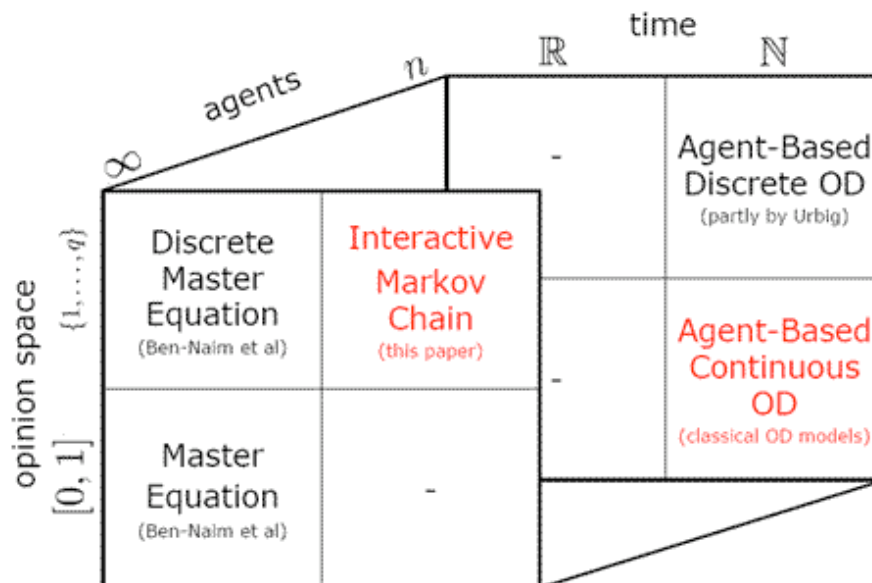 time
ℝ ℕ
agents
n
∞
-
Agent-Based
Discrete OD
(partly by Urbig)
opinion space
{1,...,q}
Discrete
Master
Equation
(Ben-Naim et al)
Interactive
Markov
Chain
(this paper)
-
Agent-Based
Continuous
OD
(classical OD models)
[0, 1]
Master
Equation
(Ben-Naim et al)
-